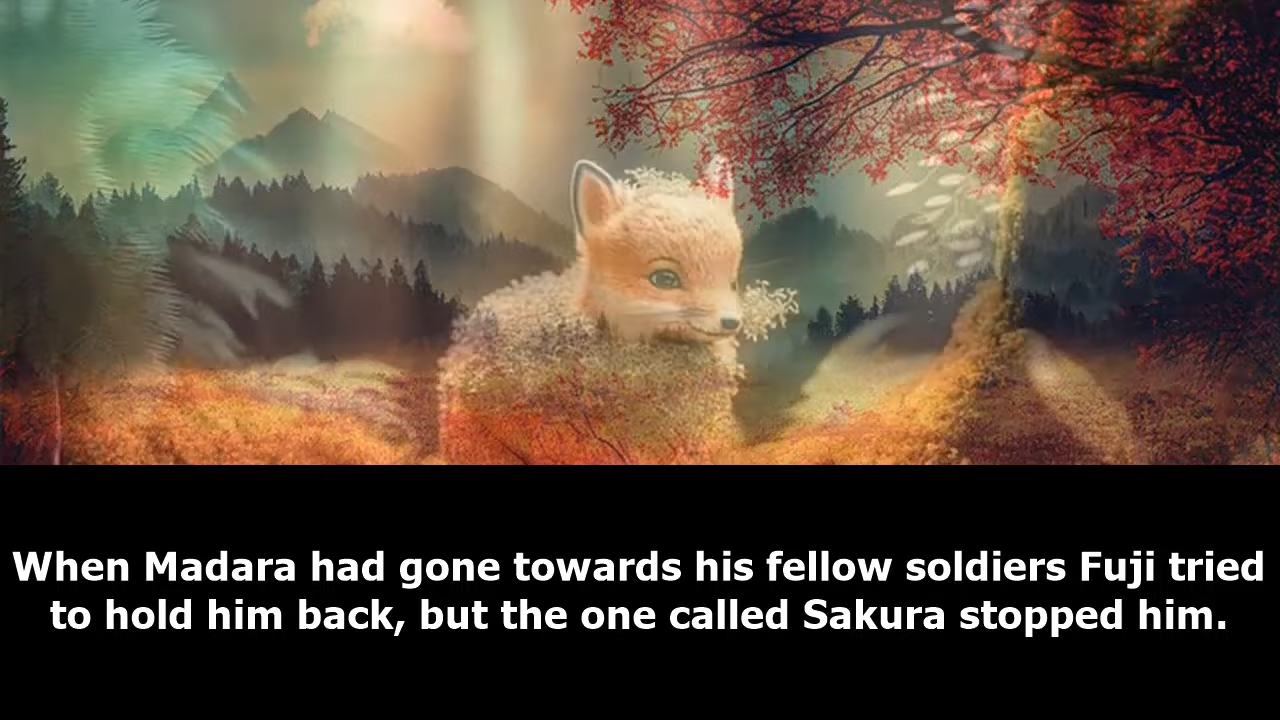 When Madara had gone towards his fellow soldiers Fuji tried
to hold him back, but the one called Sakura stopped him.